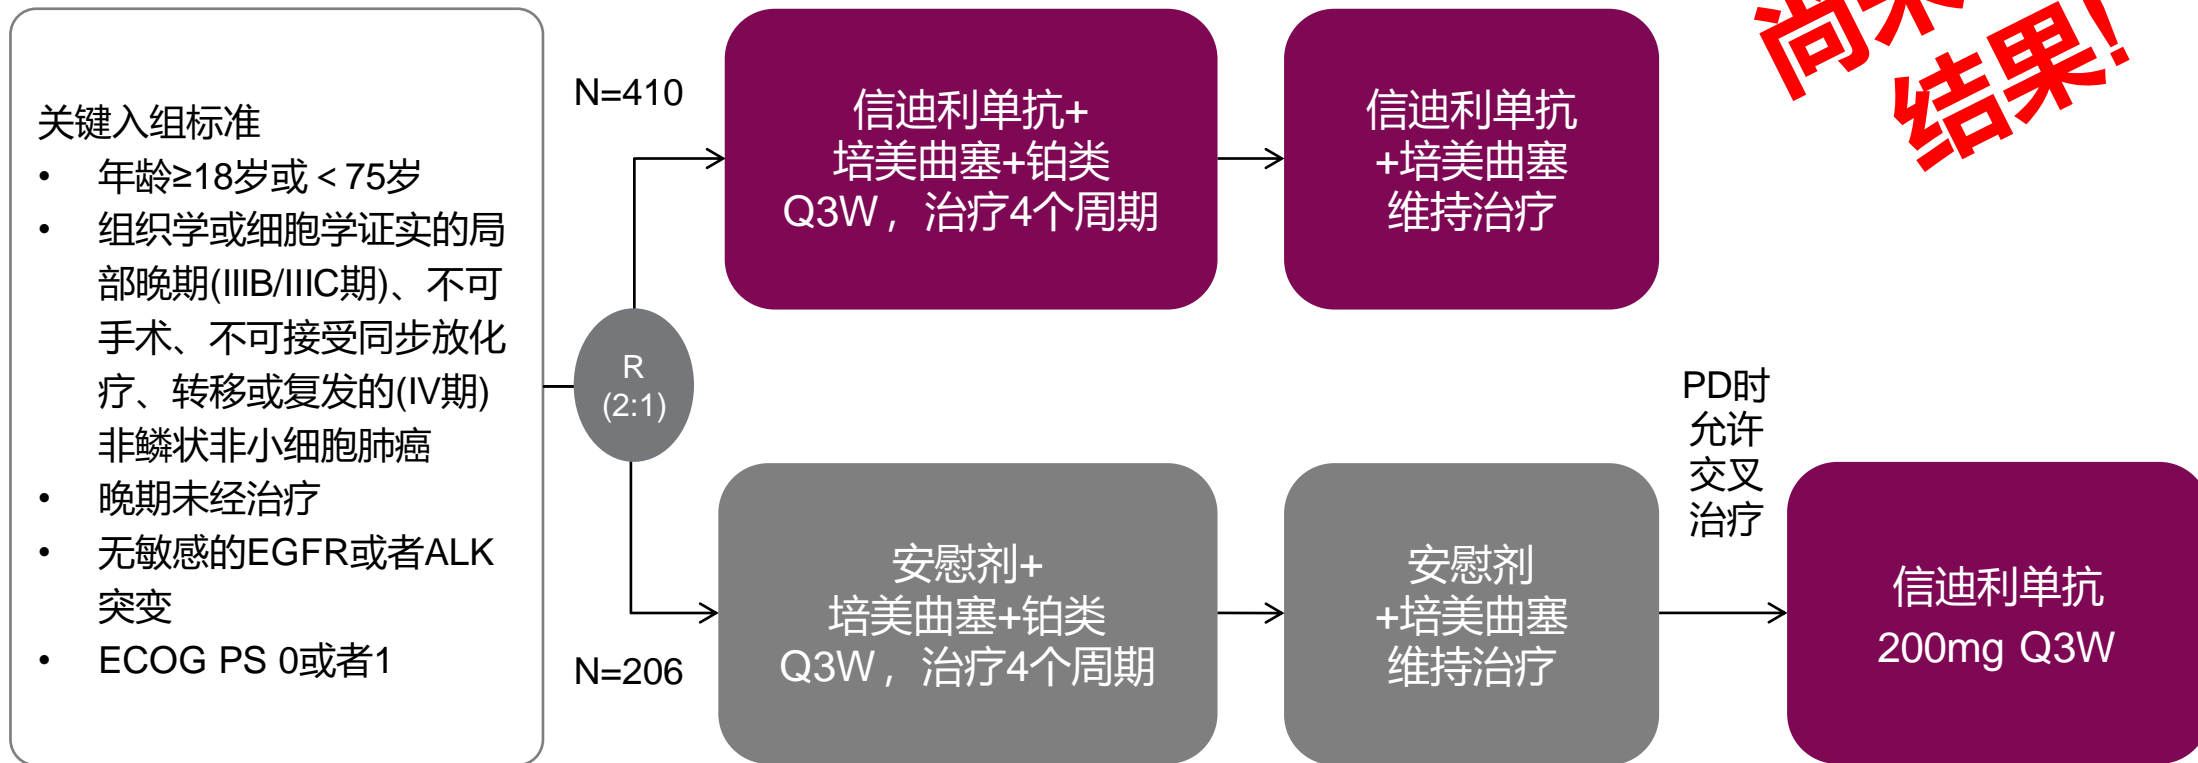 尚未
结果!
关键入组标准
• 年龄≥18岁或＜75岁
• 组织学或细胞学证实的局
部晚期(IIIB/IIIC期)、不可
手术、不可接受同步放化
疗、转移或复发的(IV期)
非鳞状非小细胞肺癌
• 晚期未经治疗
• 无敏感的EGFR或者ALK
突变
• ECOG PS 0或者1
R
(2:1)
N=410
信迪利单抗+
培美曲塞+铂类
Q3W，治疗4个周期
信迪利单抗
+培美曲塞
维持治疗
N=206
安慰剂+
培美曲塞+铂类
Q3W，治疗4个周期
安慰剂
+培美曲塞
维持治疗
PD时
允许
交叉
治疗
信迪利单抗
200mg Q3W